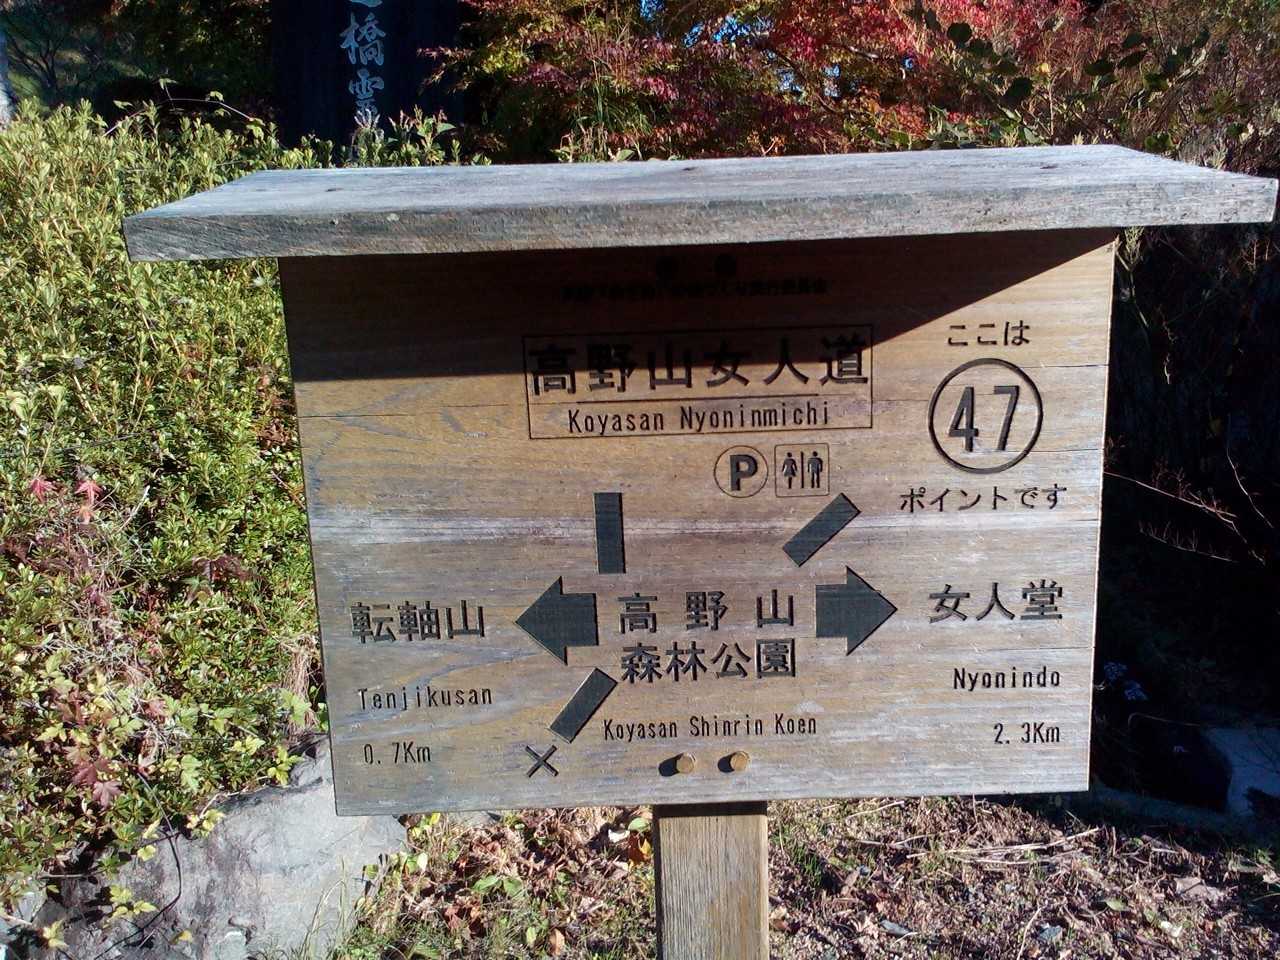 橋雲
高野山女人道
Koyasan Nyoninmichi
ここは
47
ポイントです
P
転軸山
Tenjikusan
0.7Km
高野山
森林公園
Koyasan Shinrin Koen
女人堂
Nyonindo
2.3Km